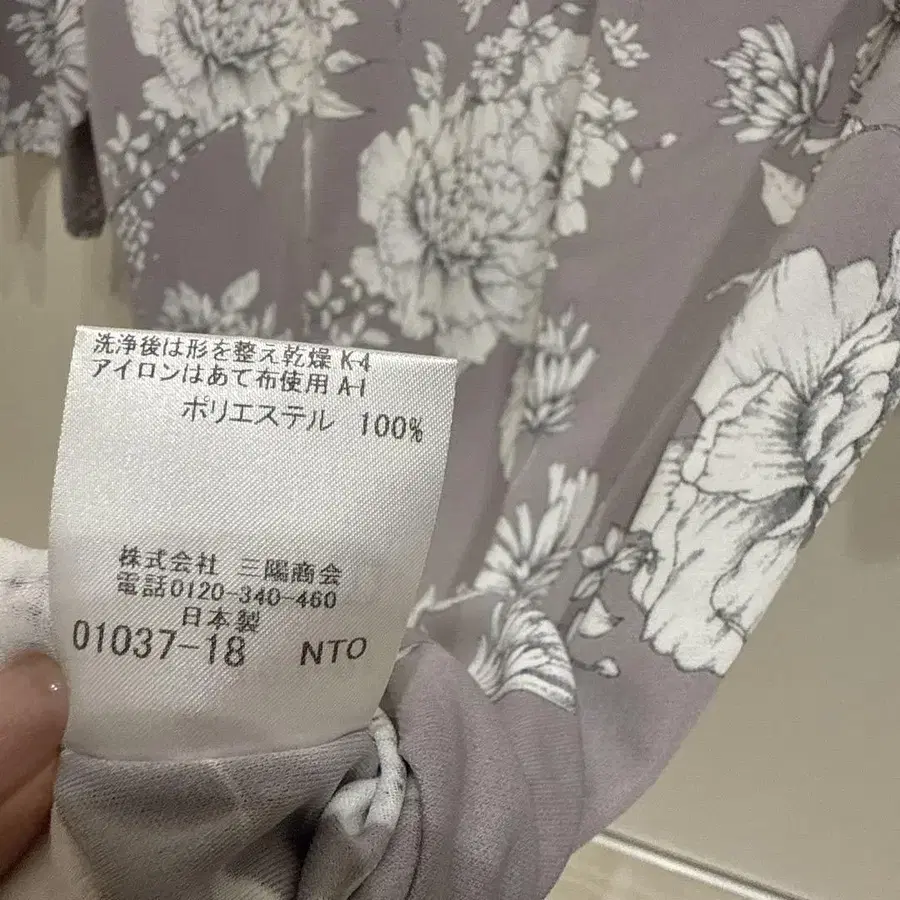 洗浄後は形を整え乾燥 K-4
アイロンはあて布使用 A-1
ポリエステル 100%
株式会社 三陽商会
電話0120-340-460
日本製
01037-18 NTO